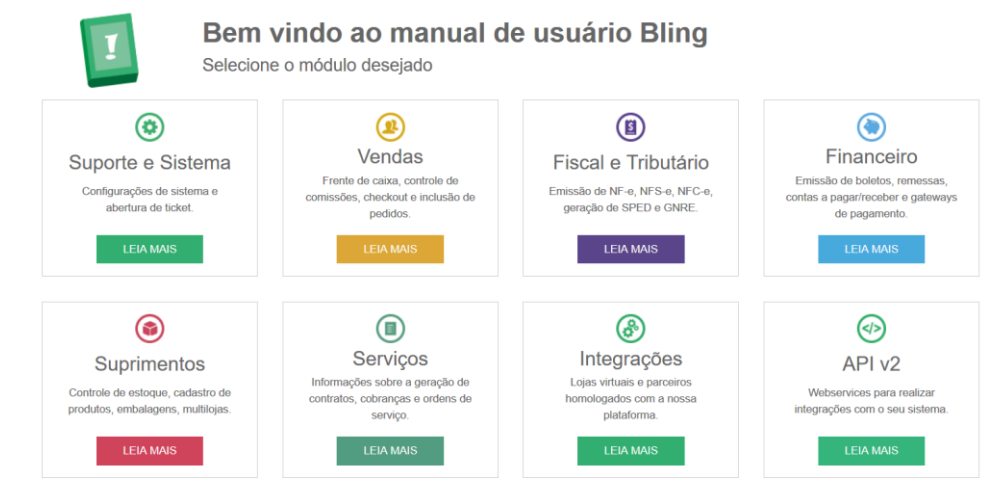 Bem vindo ao manual de usuário Bling
Selecione o módulo desejado
Suporte e Sistema
Configurações de sistema e
abertura de ticket.
LEIA MAIS
Vendas
Frente de caixa, controle de
comissões, checkout e inclusão de
pedidos.
LEIA MAIS
Fiscal e Tributário
Emissão de NF-e, NFS-e, NFC-e,
geração de SPED e GNRE.
LEIA MAIS
Financeiro
Emissão de boletos, remessas,
contas a pagar/receber e gateways
de pagamento.
LEIA MAIS
Suprimentos
Controle de estoque, cadastro de
produtos, embalagens, multilojas.
LEIA MAIS
Serviços
Informações sobre a geração de
contratos, cobranças e ordens de
serviço.
LEIA MAIS
Integrações
Lojas virtuais e parceiros
homologados com a nossa
plataforma.
LEIA MAIS
API v2
Webservices para realizar
integrações com o seu sistema.
LEIA MAIS